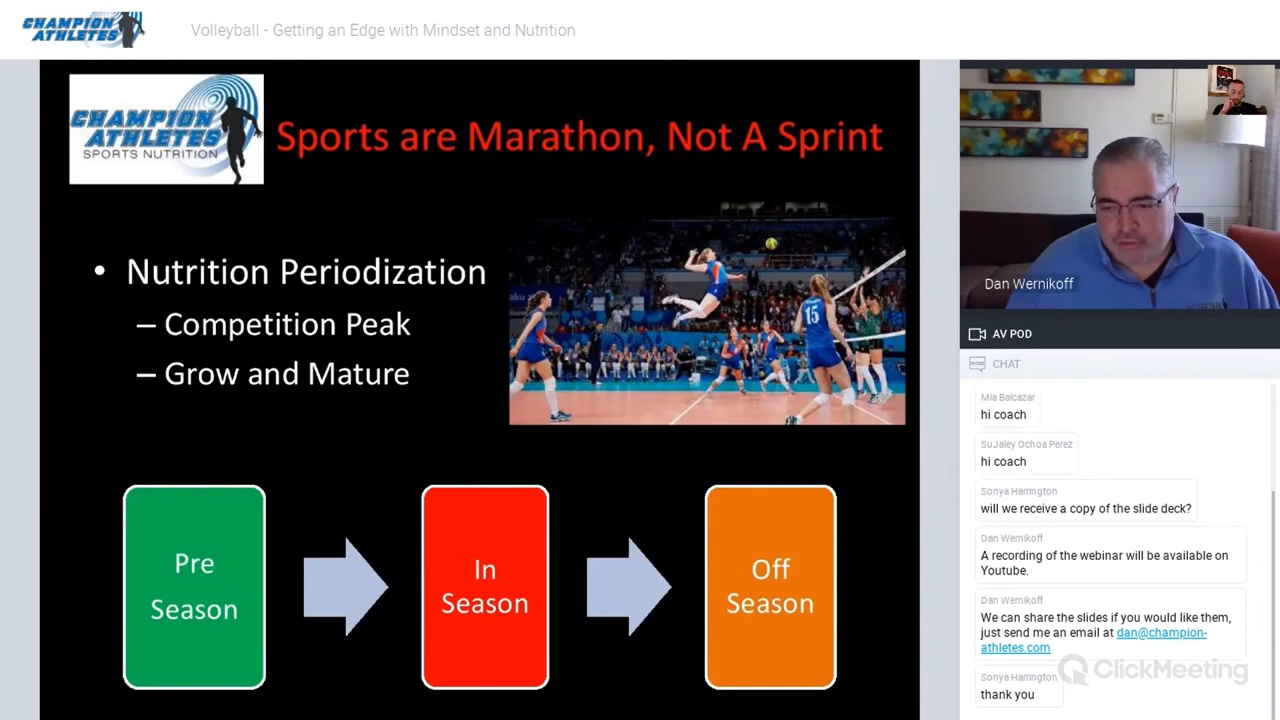 CHAMPION
ATHLETES
Volleyball - Getting an Edge with Mindset and Nutrition
CHAMPION
ATHLETES
SPORTS NUTRITION
Sports are Marathon, Not A Sprint
• Nutrition Periodization
– Competition Peak
– Grow and Mature
15
Pre
Season
In
Season
Off
Season
Dan Wernikoff
AV POD
CHAT
Mia Balcazar
hi coach
SuJaley Ochoa Perez
hi coach
Sonya Harrington
will we receive a copy of the slide deck?
Dan Wernikoff
A recording of the webinar will be available on
Youtube.
Dan Wernikoff
We can share the slides if you would like them,
just send me an email at dan@champion-
athletes.com
Sonya Harrington
thank you
ClickMeeting